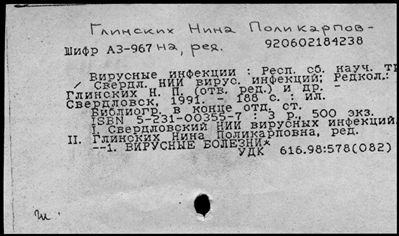 Глинских Нина Поликарпов-
на, ред.
Шифр А3-967 920602184238
Вирусные инфекции : Респ. сб. науч. тр
/ Свердл. НИИ вирус. инфекций; Редкол.:
Глинских Н. П. (отв. ред.) и др. -
Свердловск, 1991. - 188 с. : ил.
Библиогр. в конце отд. ст.
ISBN 5-231-00355-7 : 3 р., 500 экз.
I. Свердловский НИИ вирусных инфекций.
II. Глинских Нина Поликарповна, ред.
--1. ВИРУСНЫЕ БОЛЕЗНИ*
УДК 616.98:578(082)